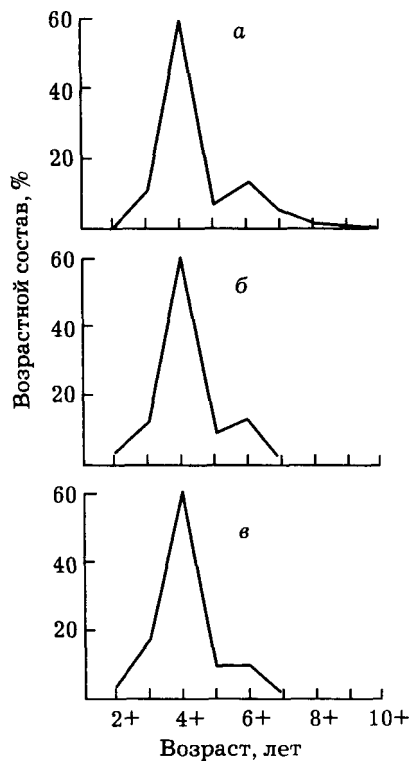 Возрастной состав, %
60
40
20
а
60
40
20
б
60
40
20
в
2+ 4+ 6+ 8+ 10+
Возраст, лет